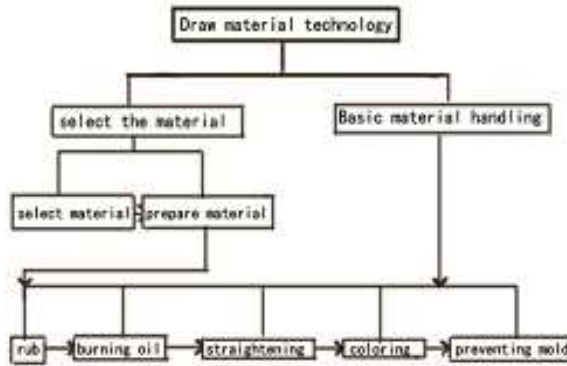 Draw material technology
select the material
Basic material handling
select material
prepare material
rub
burning oil
straightening
coloring
preventing mold